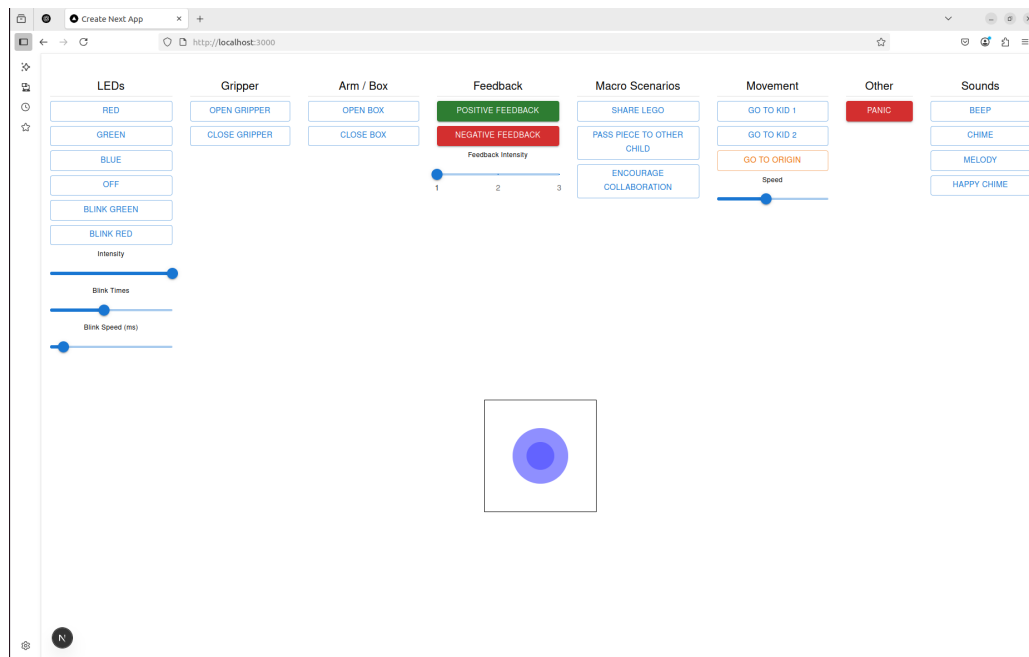 Create Next App
http://localhost:3000
LEDs
RED
GREEN
BLUE
OFF
BLINK GREEN
BLINK RED
Intensity
Blink Times
Blink Speed (ms)
Gripper
OPEN GRIPPER
CLOSE GRIPPER
Arm / Box
OPEN BOX
CLOSE BOX
Feedback
POSITIVE FEEDBACK
NEGATIVE FEEDBACK
Feedback Intensity
1 2 3
Macro Scenarios
SHARE LEGO
PASS PIECE TO OTHER
CHILD
ENCOURAGE
COLLABORATION
Movement
GO TO KID 1
GO TO KID 2
GO TO ORIGIN
Speed
Other
PANIC
Sounds
BEEP
CHIME
MELODY
HAPPY CHIME
N